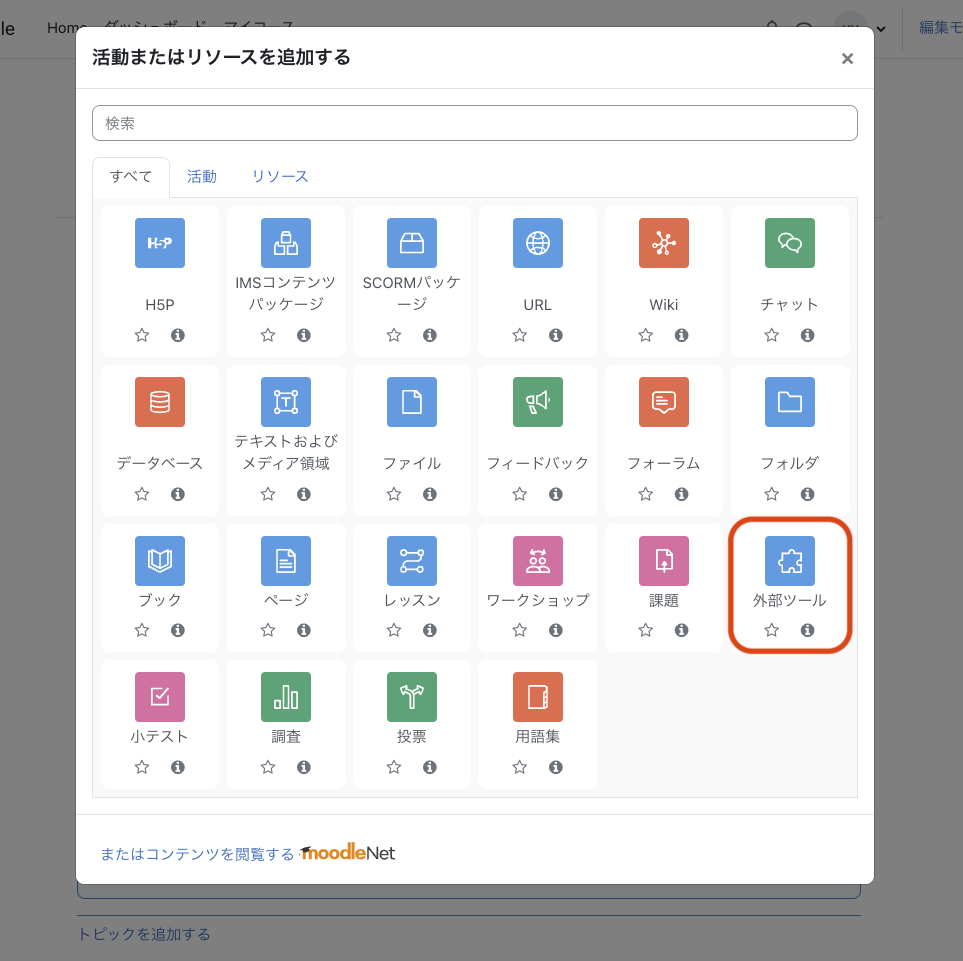 le Home ダッシュボード マイコース 編集モ
活動またはリソースを追加する ×
検索
すべて 活動 リソース
H5P
H5P
IMSコンテンツ
パッケージ
SCORMパッケ
ージ
URL
Wiki
チャット
データベース
テキストおよび
メディア領域
ファイル
フィードバック
フォーラム
フォルダ
ブック
ページ
レッスン
ワークショップ
課題
外部ツール
小テスト
調査
投票
用語集
またはコンテンツを閲覧する moodleNet
トピックを追加する